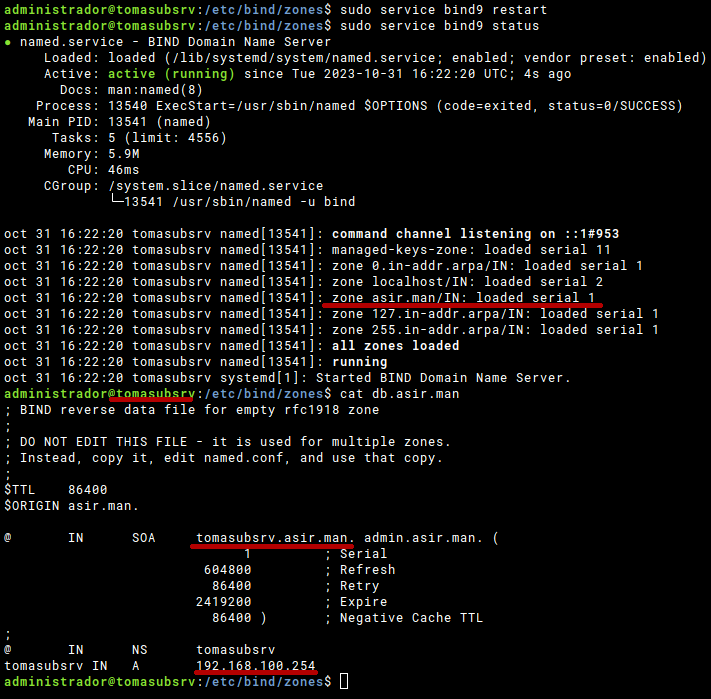 administrador@tomasubsrv:/etc/bind/zones$ sudo service bind9 restart
administrador@tomasubsrv:/etc/bind/zones$ sudo service bind9 status
● named.service - BIND Domain Name Server
     Loaded: loaded (/lib/systemd/system/named.service; enabled; vendor preset: enabled)
     Active: active (running) since Tue 2023-10-31 16:22:20 UTC; 4s ago
       Docs: man:named(8)
    Process: 13540 ExecStart=/usr/sbin/named $OPTIONS (code=exited, status=0/SUCCESS)
   Main PID: 13541 (named)
      Tasks: 5 (limit: 4556)
     Memory: 5.9M
        CPU: 46ms
     CGroup: /system.slice/named.service
             └─13541 /usr/sbin/named -u bind
oct 31 16:22:20 tomasubsrv named[13541]: command channel listening on ::1#953
oct 31 16:22:20 tomasubsrv named[13541]: managed-keys-zone: loaded serial 11
oct 31 16:22:20 tomasubsrv named[13541]: zone 0.in-addr.arpa/IN: loaded serial 1
oct 31 16:22:20 tomasubsrv named[13541]: zone localhost/IN: loaded serial 2
oct 31 16:22:20 tomasubsrv named[13541]: zone asir.man/IN: loaded serial 1
oct 31 16:22:20 tomasubsrv named[13541]: zone 127.in-addr.arpa/IN: loaded serial 1
oct 31 16:22:20 tomasubsrv named[13541]: zone 255.in-addr.arpa/IN: loaded serial 1
oct 31 16:22:20 tomasubsrv named[13541]: all zones loaded
oct 31 16:22:20 tomasubsrv named[13541]: running
oct 31 16:22:20 tomasubsrv systemd[1]: Started BIND Domain Name Server.
administrador@tomasubsrv:/etc/bind/zones$ cat db.asir.man
; BIND reverse data file for empty rfc1918 zone
;
; DO NOT EDIT THIS FILE - it is used for multiple zones.
; Instead, copy it, edit named.conf, and use that copy.
;
$TTL    86400
$ORIGIN asir.man.
@       IN      SOA     tomasubsrv.asir.man. admin.asir.man. (
                              1         ; Serial
                         604800         ; Refresh
                          86400         ; Retry
                        2419200         ; Expire
                          86400 )       ; Negative Cache TTL
;
@       IN      NS      tomasubsrv
tomasubsrv IN   A       192.168.100.254
administrador@tomasubsrv:/etc/bind/zones$